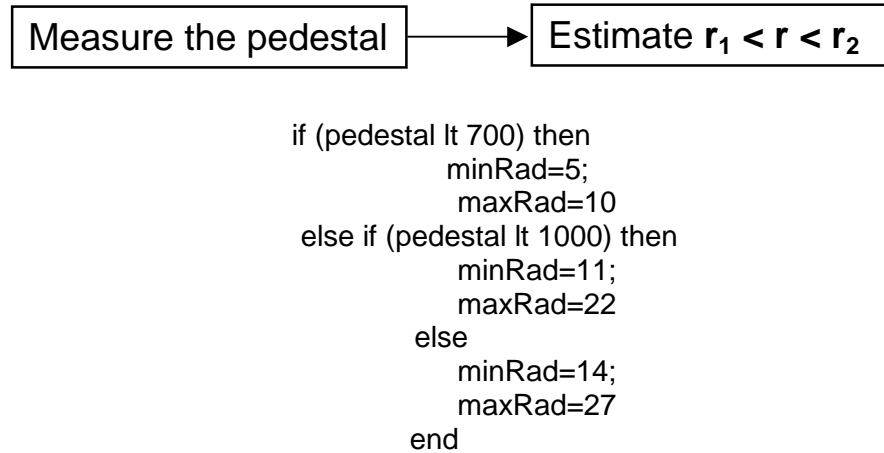 Measure the pedestal
Estimate r₁ < r < r₂
if (pedestal lt 700) then
minRad=5;
maxRad=10
else if (pedestal lt 1000) then
minRad=11;
maxRad=22
else
minRad=14;
maxRad=27
end